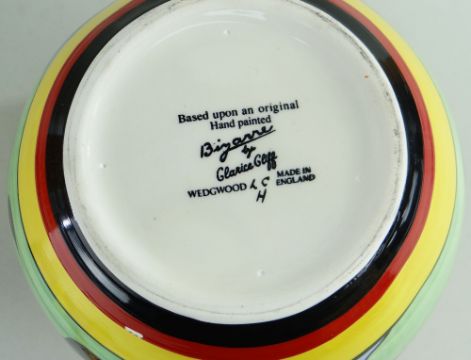 Based upon an original
Hand painted
Bizarre
by
Clarice Cliff
WEDGWOOD L C MADE IN
H ENGLAND